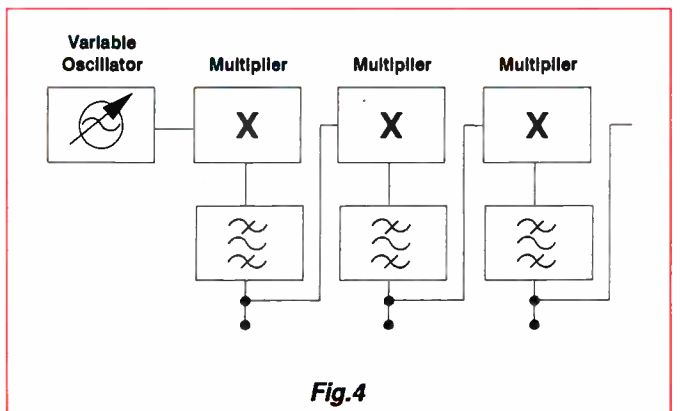 Variable
Oscillator
Multiplier
Multiplier
Multiplier
X
X
X
Fig.4